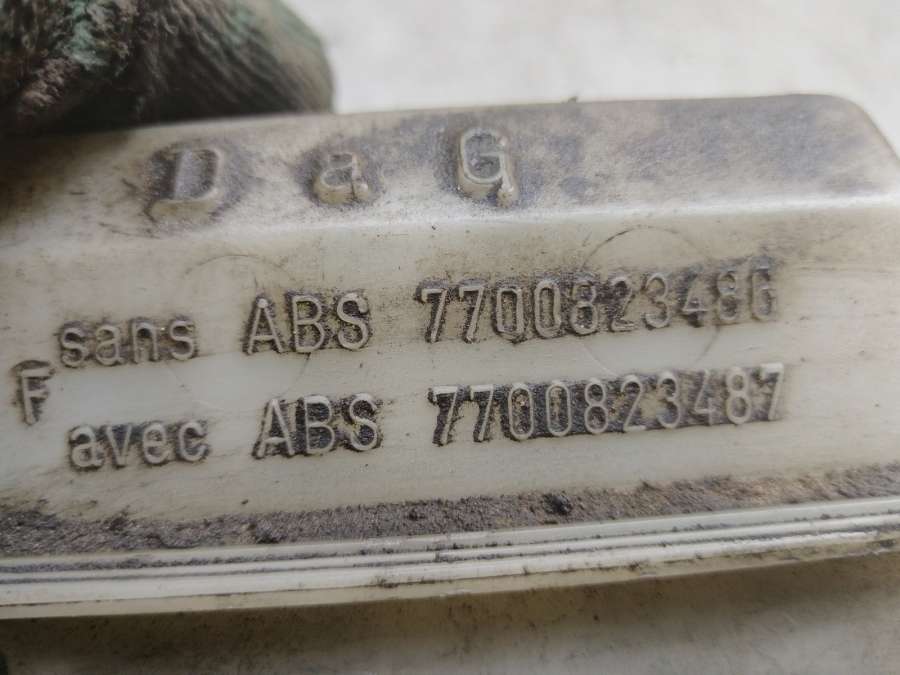 D a G
sans ABS 7700823486
F
avec ABS 7700823487